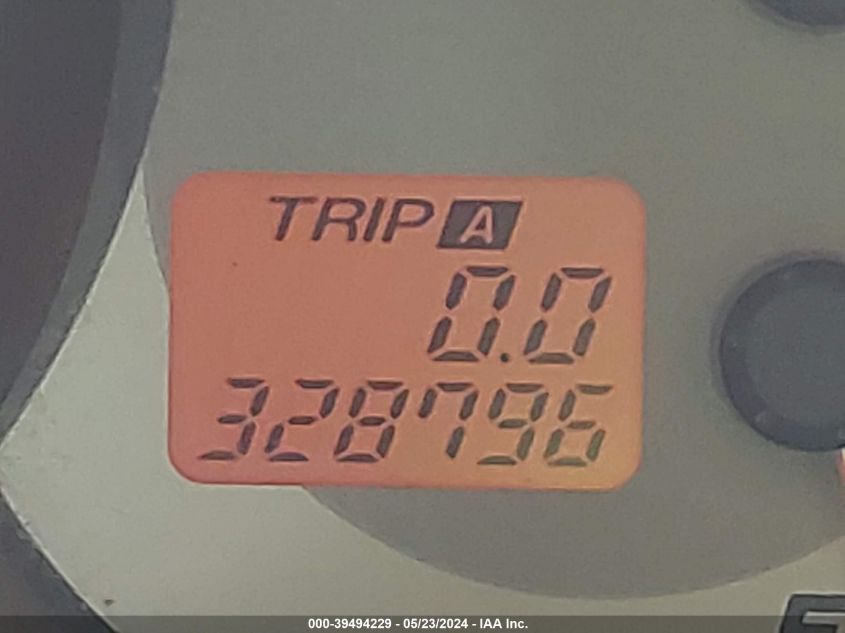 TRIP A
0.0
328796
000-39494229 - 05/23/2024 - IAA Inc.